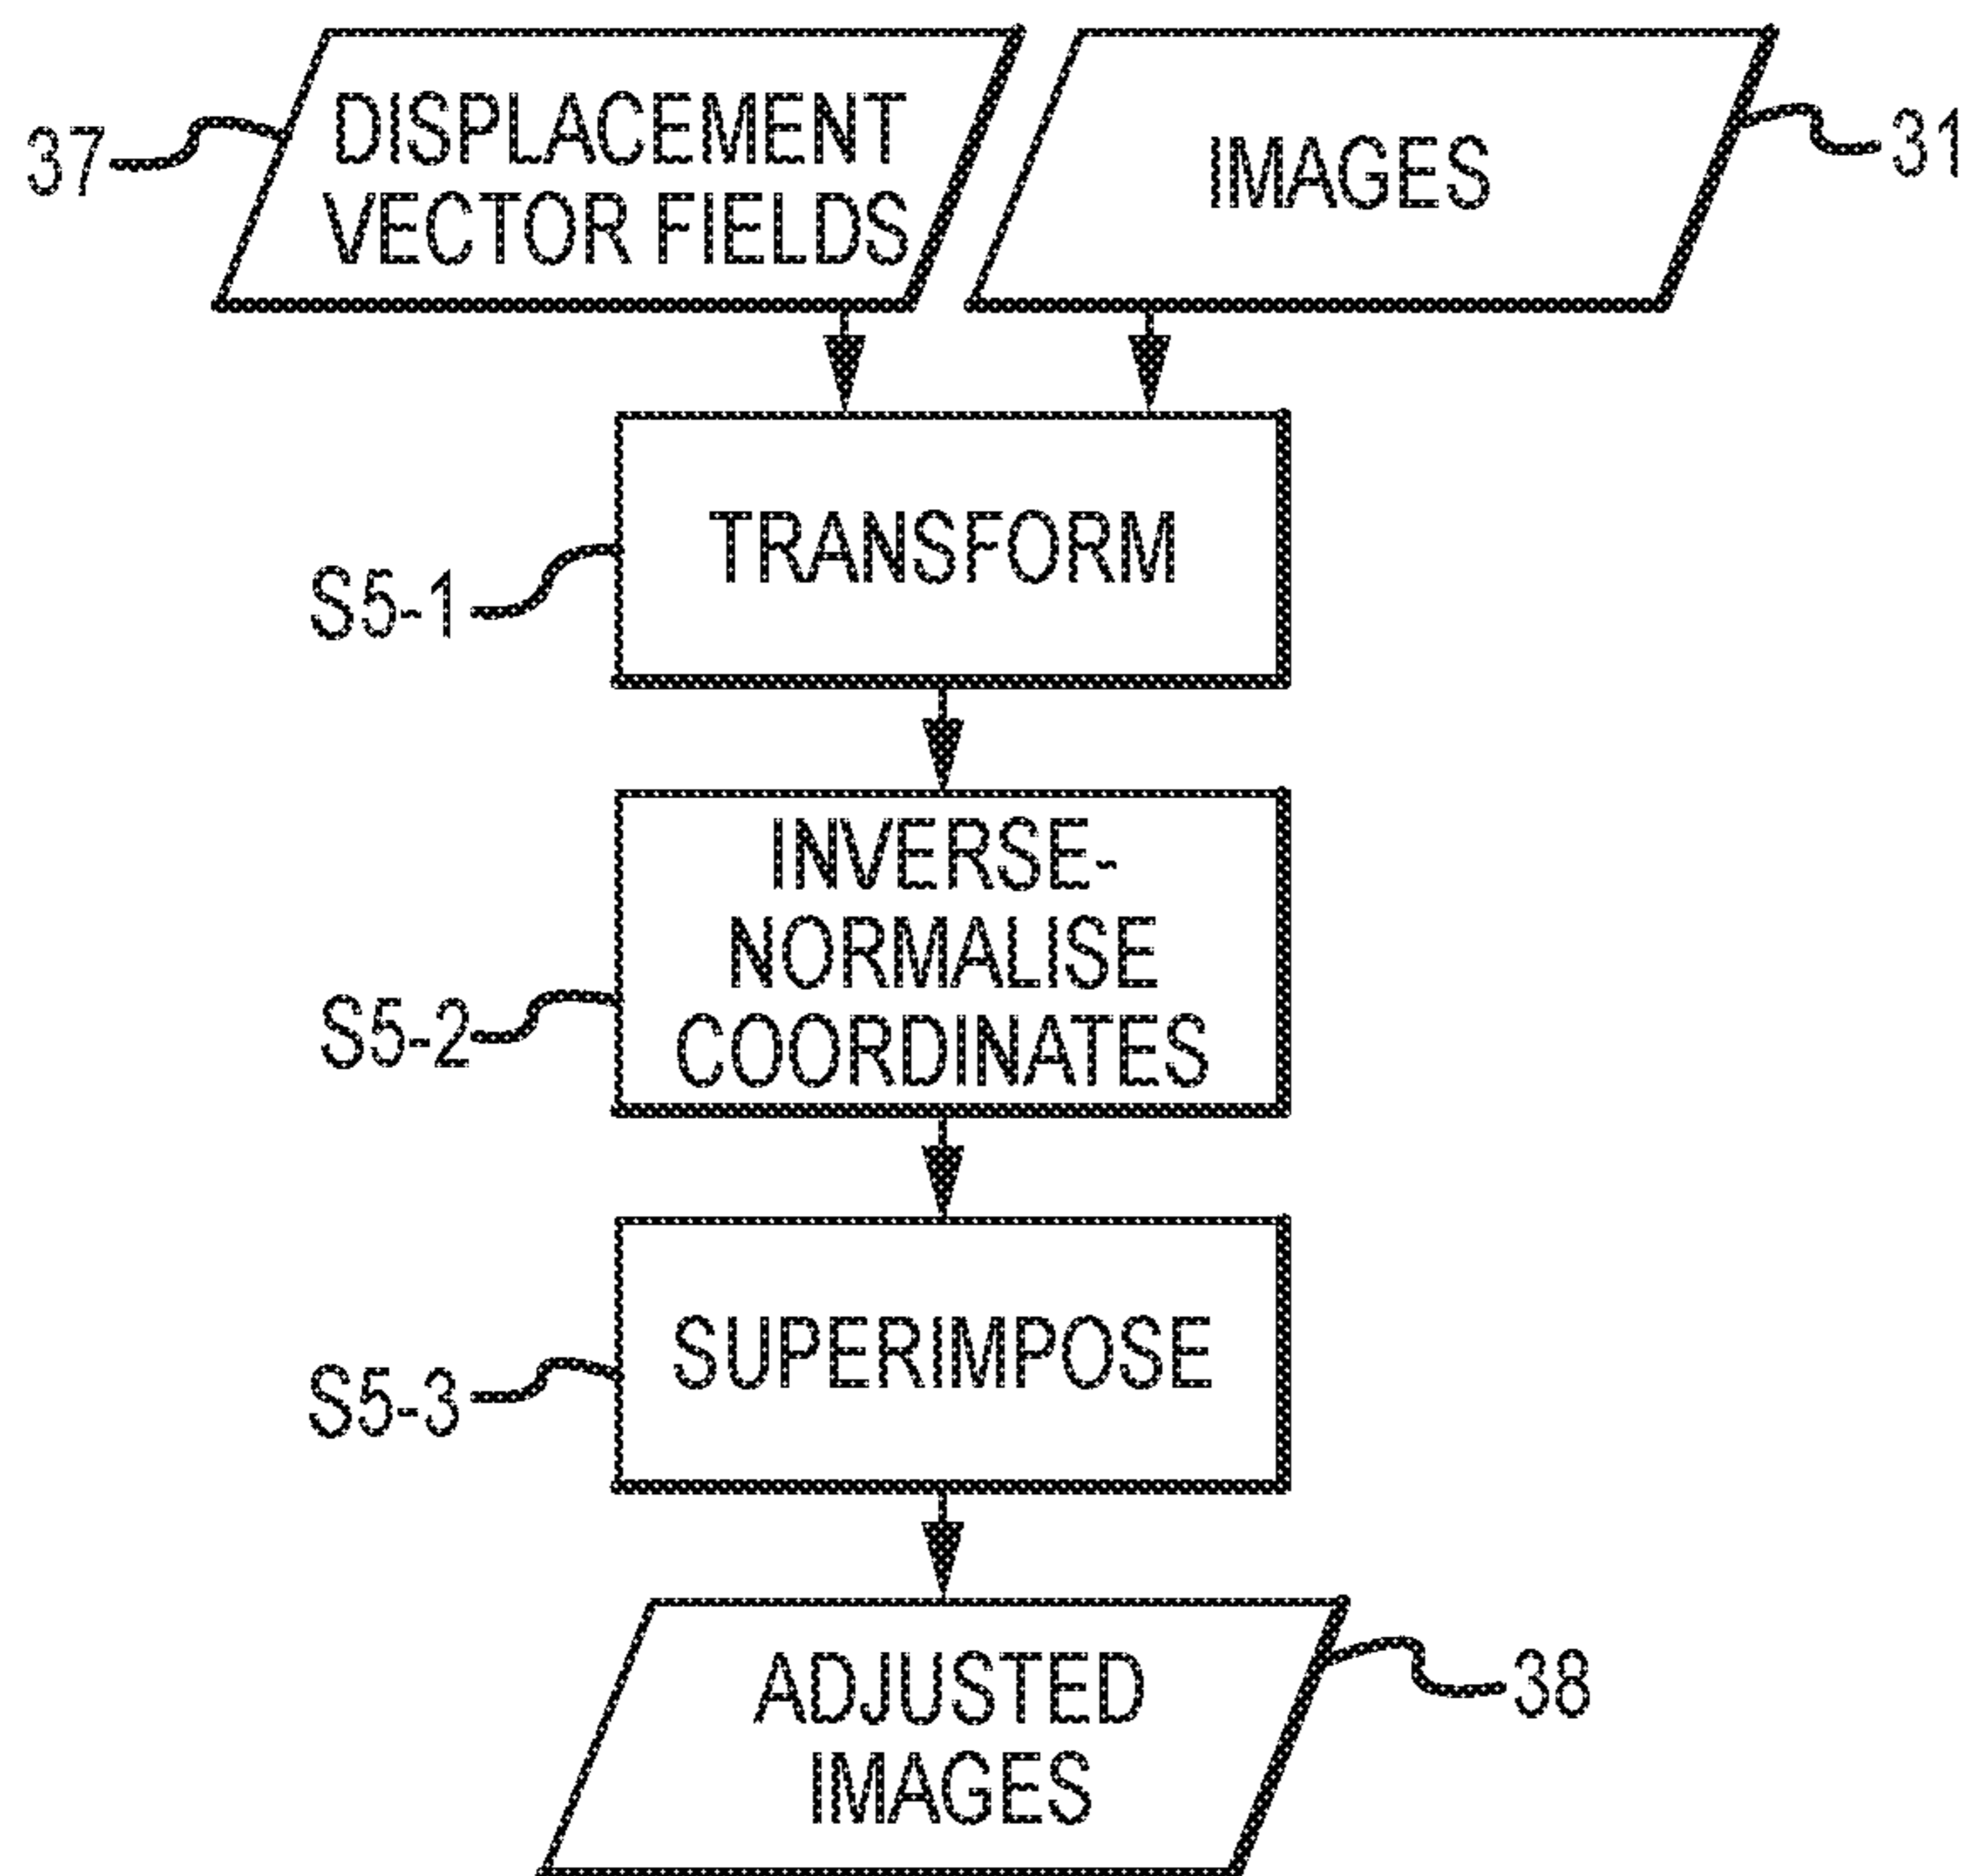 37
DISPLACEMENT
VECTOR FIELDS
IMAGES
31
TRANSFORM
S5-1
INVERSE-
NORMALISE
COORDINATES
S5-2
SUPERIMPOSE
S5-3
ADJUSTED
IMAGES
38